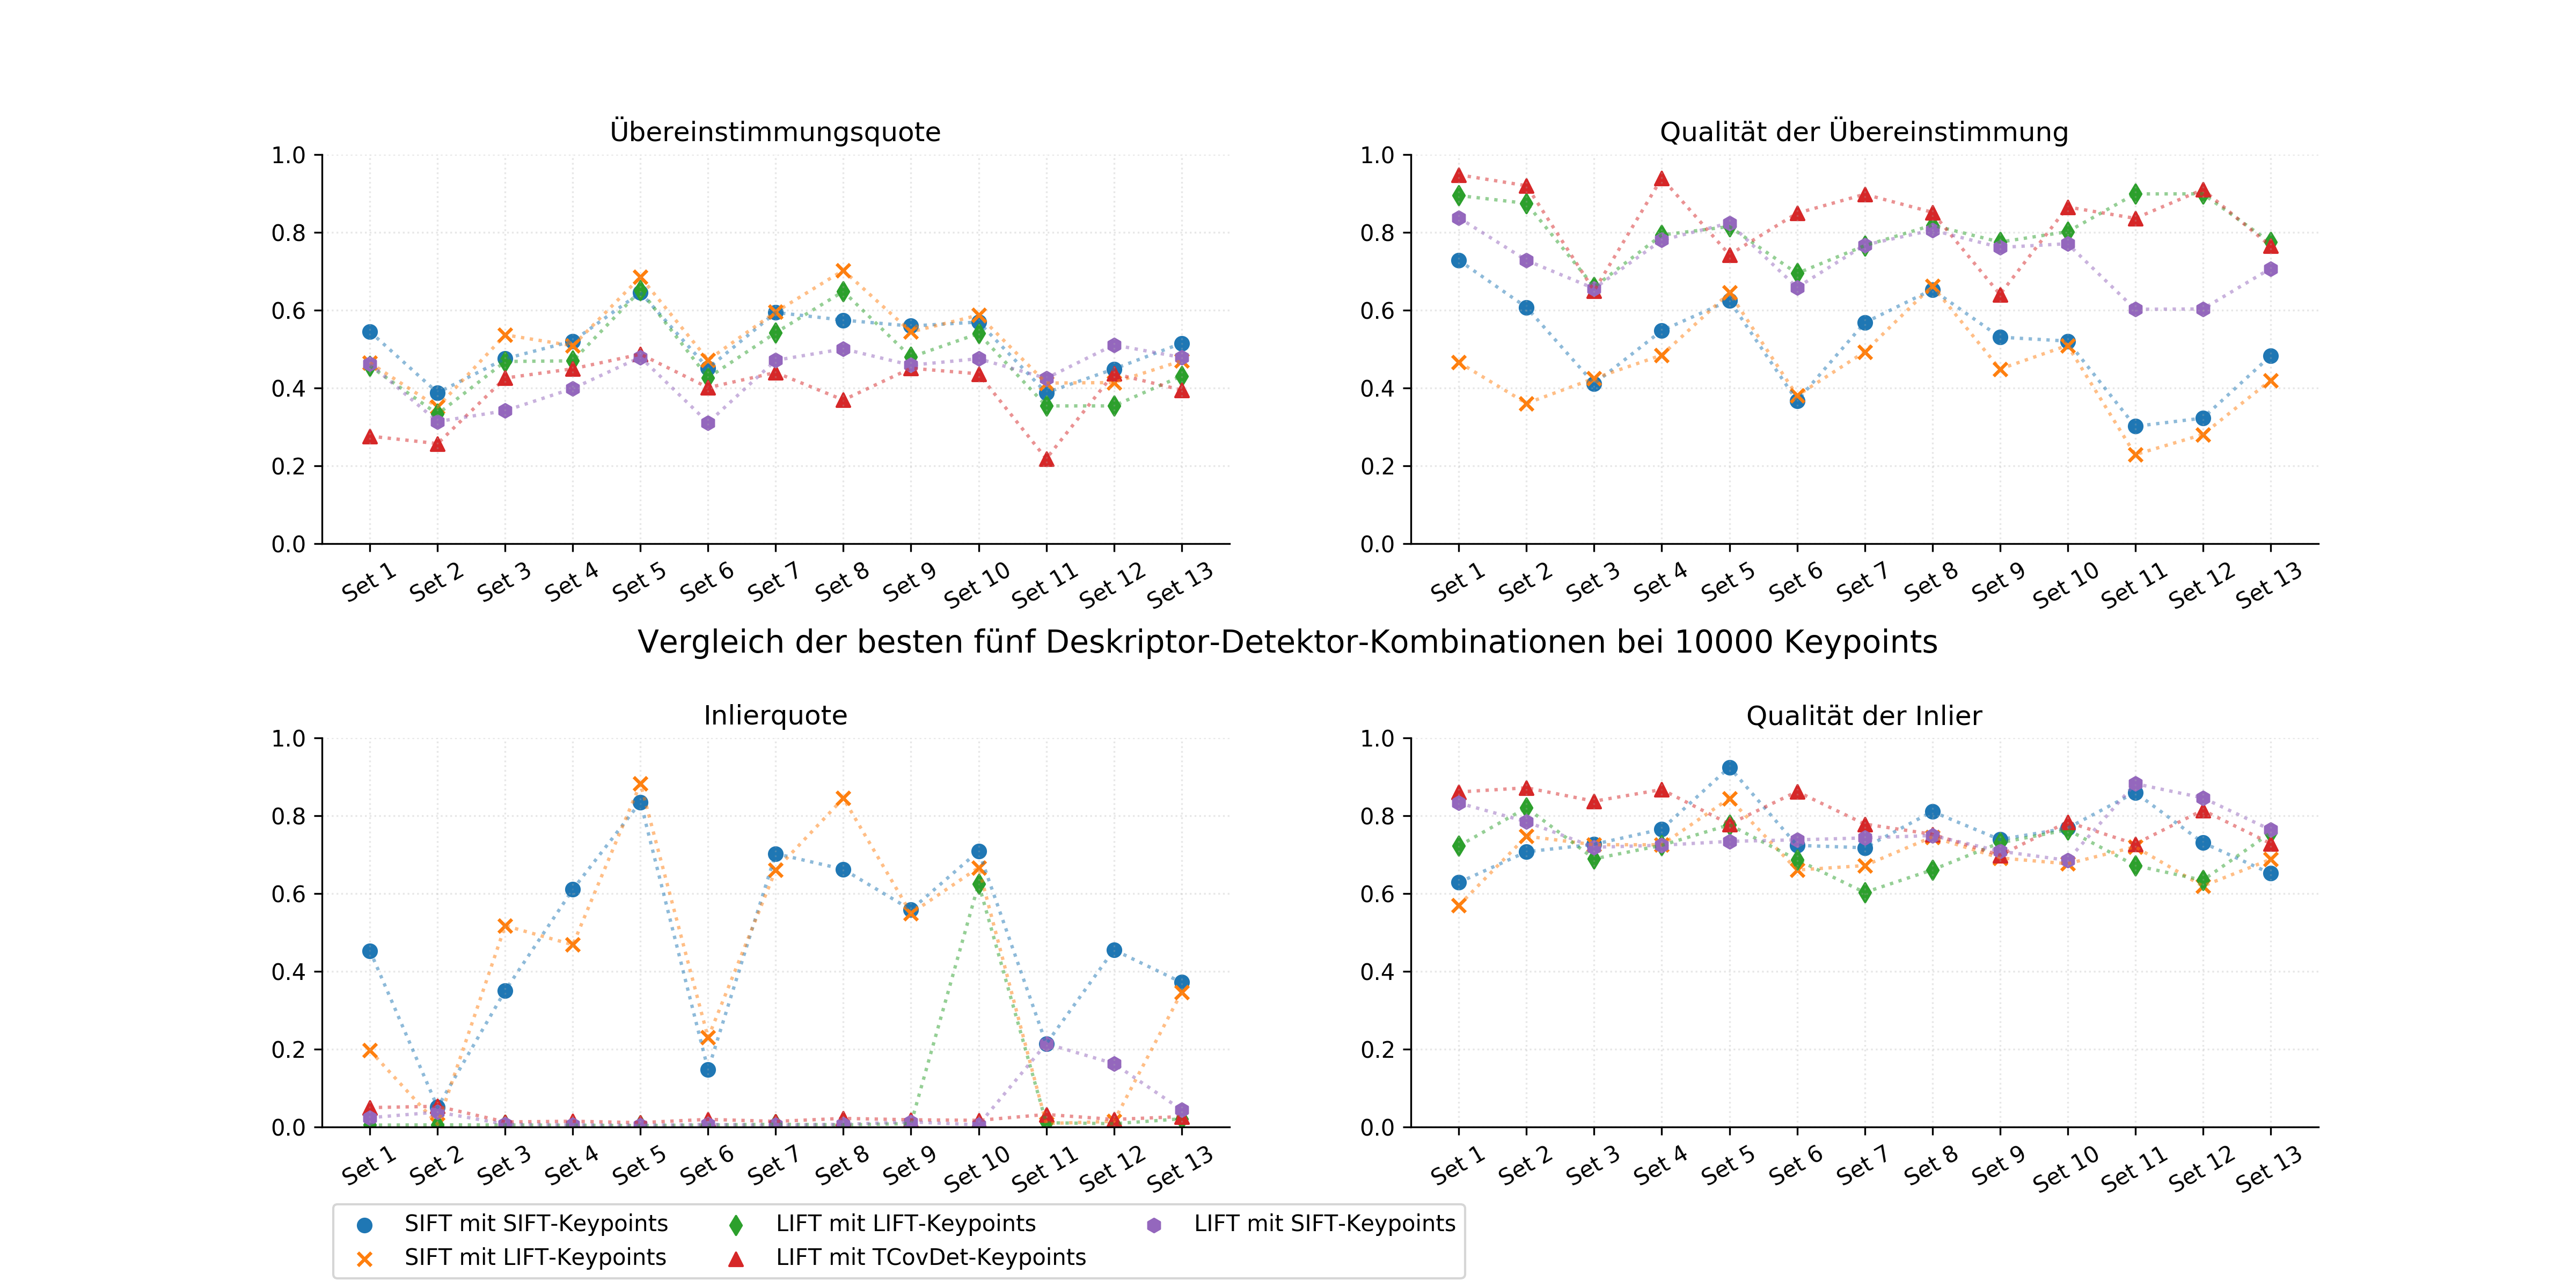 Übereinstimmungsquote
1.0
0.8
0.6
0.4
0.2
0.0
Set 1 Set 2 Set 3 Set 4 Set 5 Set 6 Set 7 Set 8 Set 9 Set 10 Set 11 Set 12 Set 13
Qualität der Übereinstimmung
1.0
0.8
0.6
0.4
0.2
0.0
Set 1 Set 2 Set 3 Set 4 Set 5 Set 6 Set 7 Set 8 Set 9 Set 10 Set 11 Set 12 Set 13
Vergleich der besten fünf Deskriptor-Detektor-Kombinationen bei 10000 Keypoints
Inlierquote
1.0
0.8
0.6
0.4
0.2
0.0
Set 1 Set 2 Set 3 Set 4 Set 5 Set 6 Set 7 Set 8 Set 9 Set 10 Set 11 Set 12 Set 13
Qualität der Inlier
1.0
0.8
0.6
0.4
0.2
0.0
Set 1 Set 2 Set 3 Set 4 Set 5 Set 6 Set 7 Set 8 Set 9 Set 10 Set 11 Set 12 Set 13
SIFT mit SIFT-Keypoints
SIFT mit LIFT-Keypoints
LIFT mit LIFT-Keypoints
LIFT mit TCovDet-Keypoints
LIFT mit SIFT-Keypoints